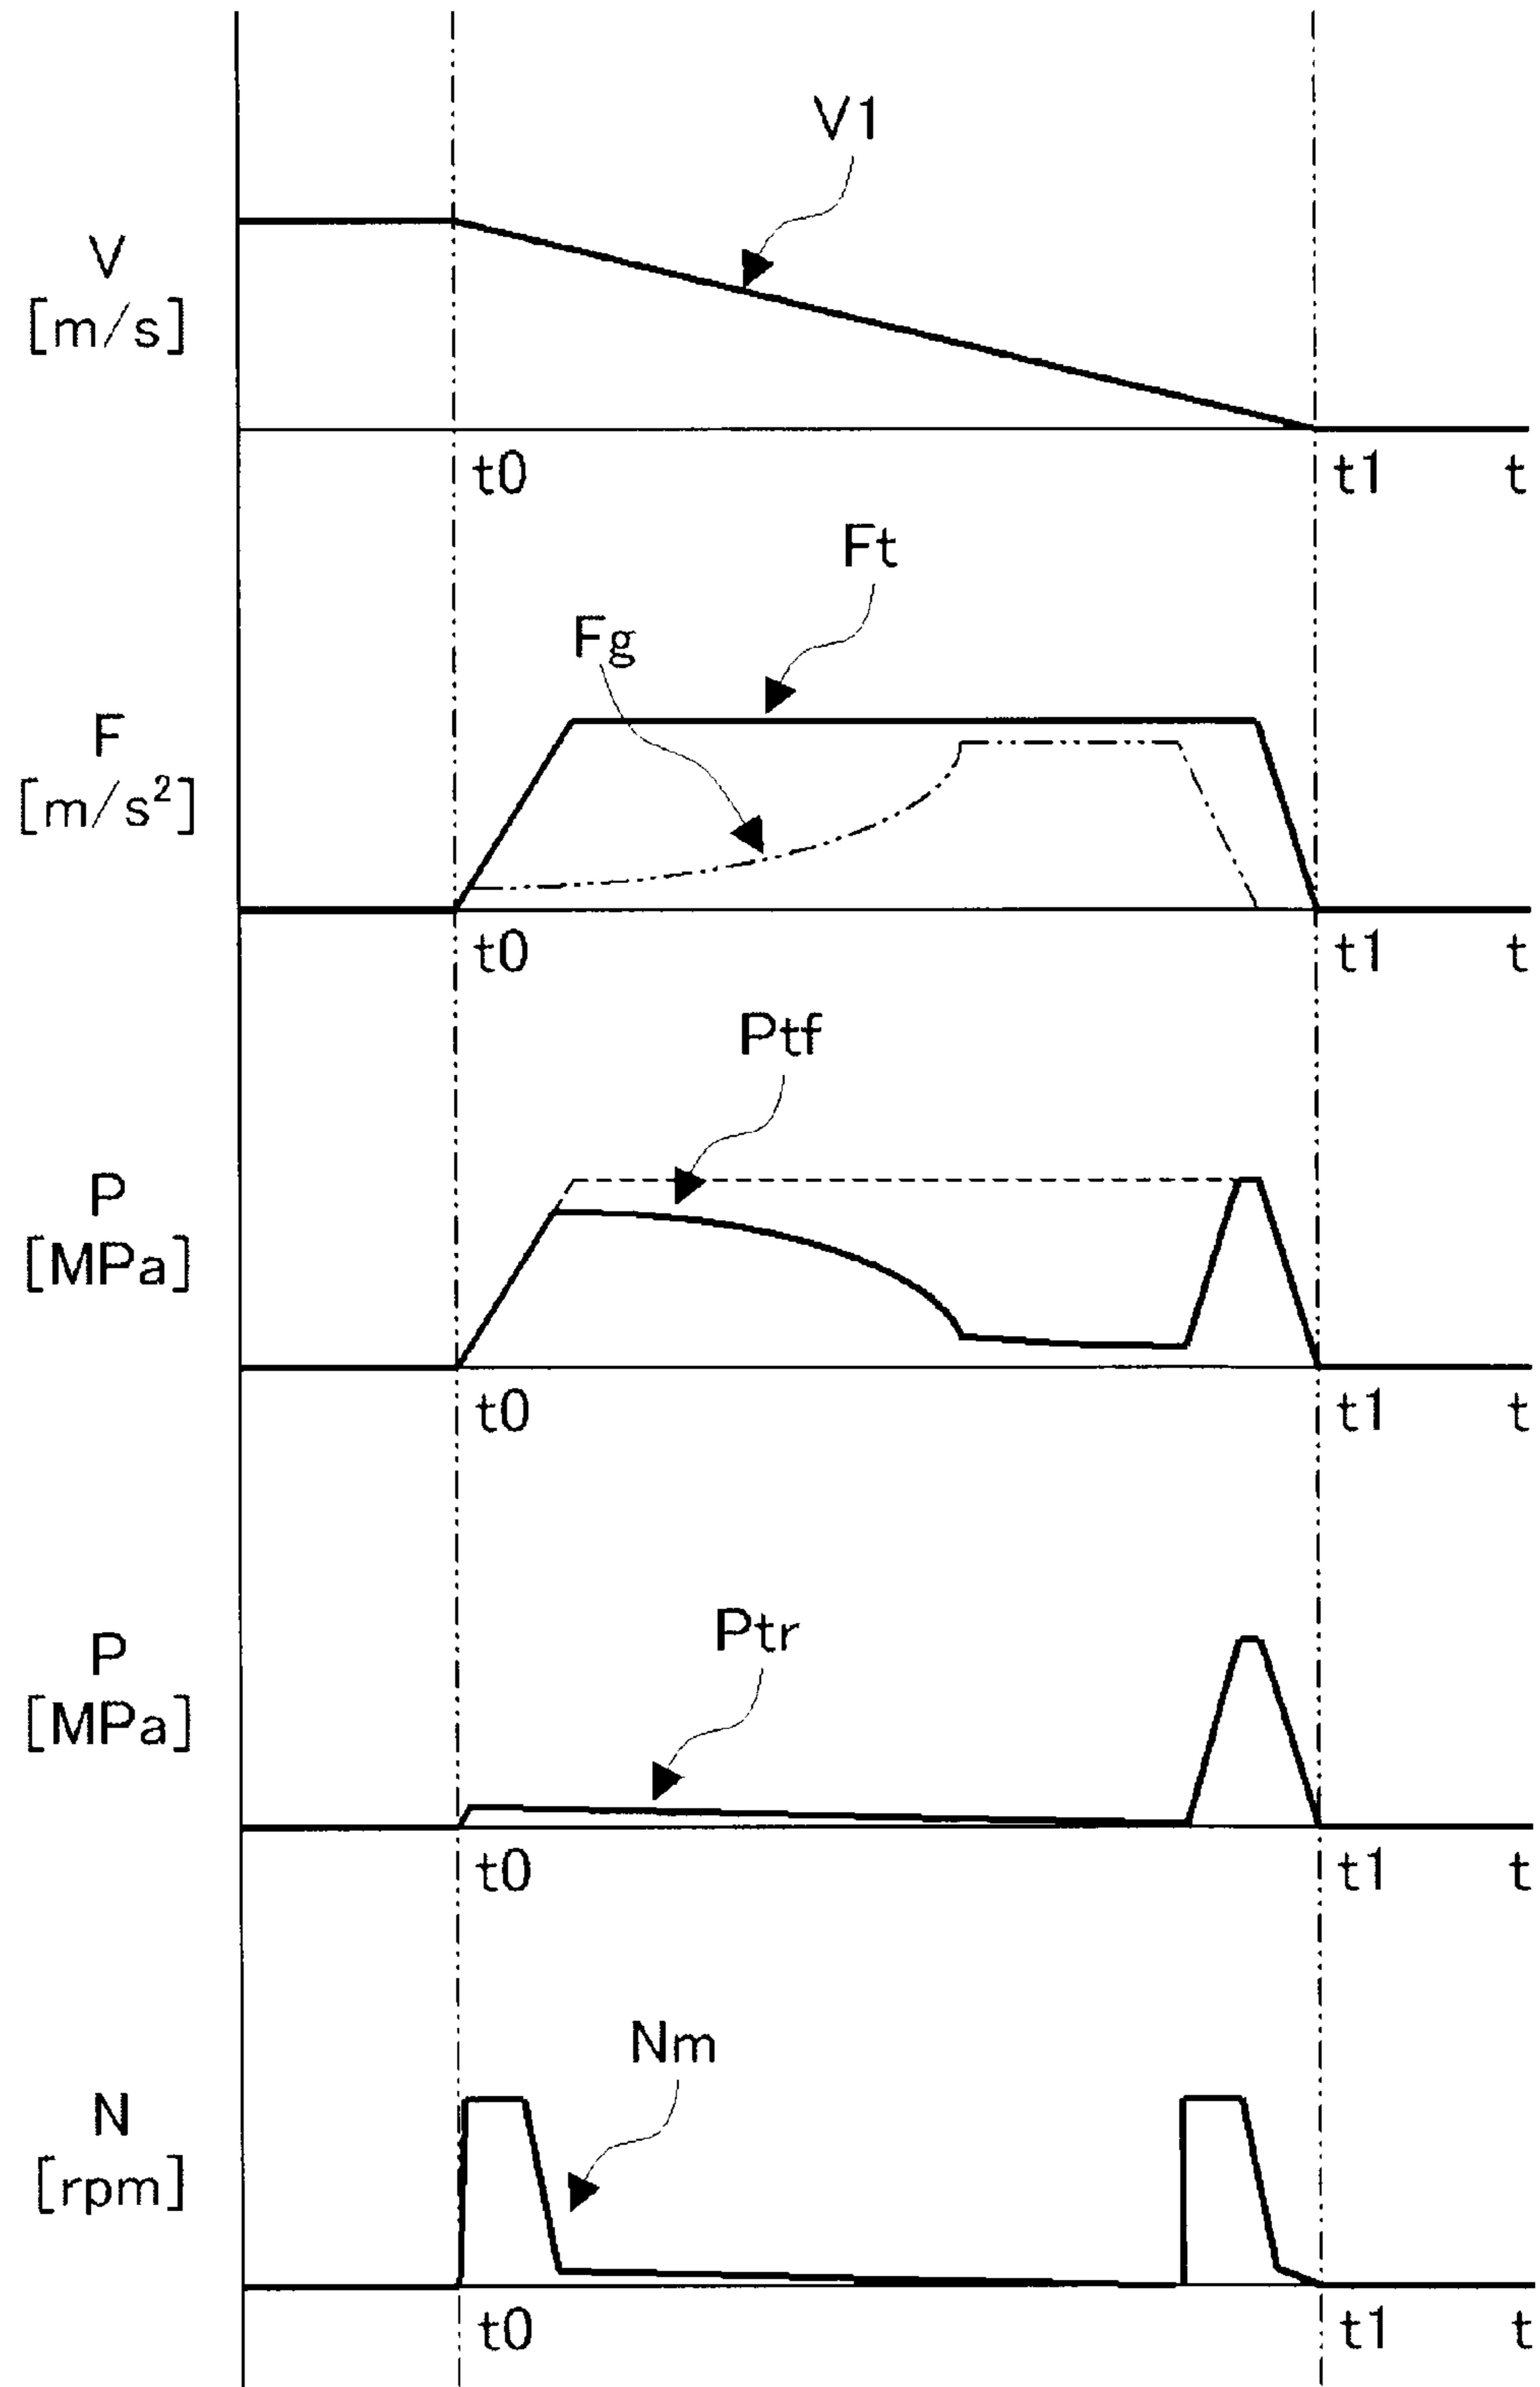 V1
V
[m/s]
t0 t1 t
Ft
Fg
F
[m/s²]
t0 t1 t
Ptf
P
[MPa]
t0 t1 t
Ptr
P
[MPa]
t0 t1 t
Nm
N
[rpm]
t0 t1 t